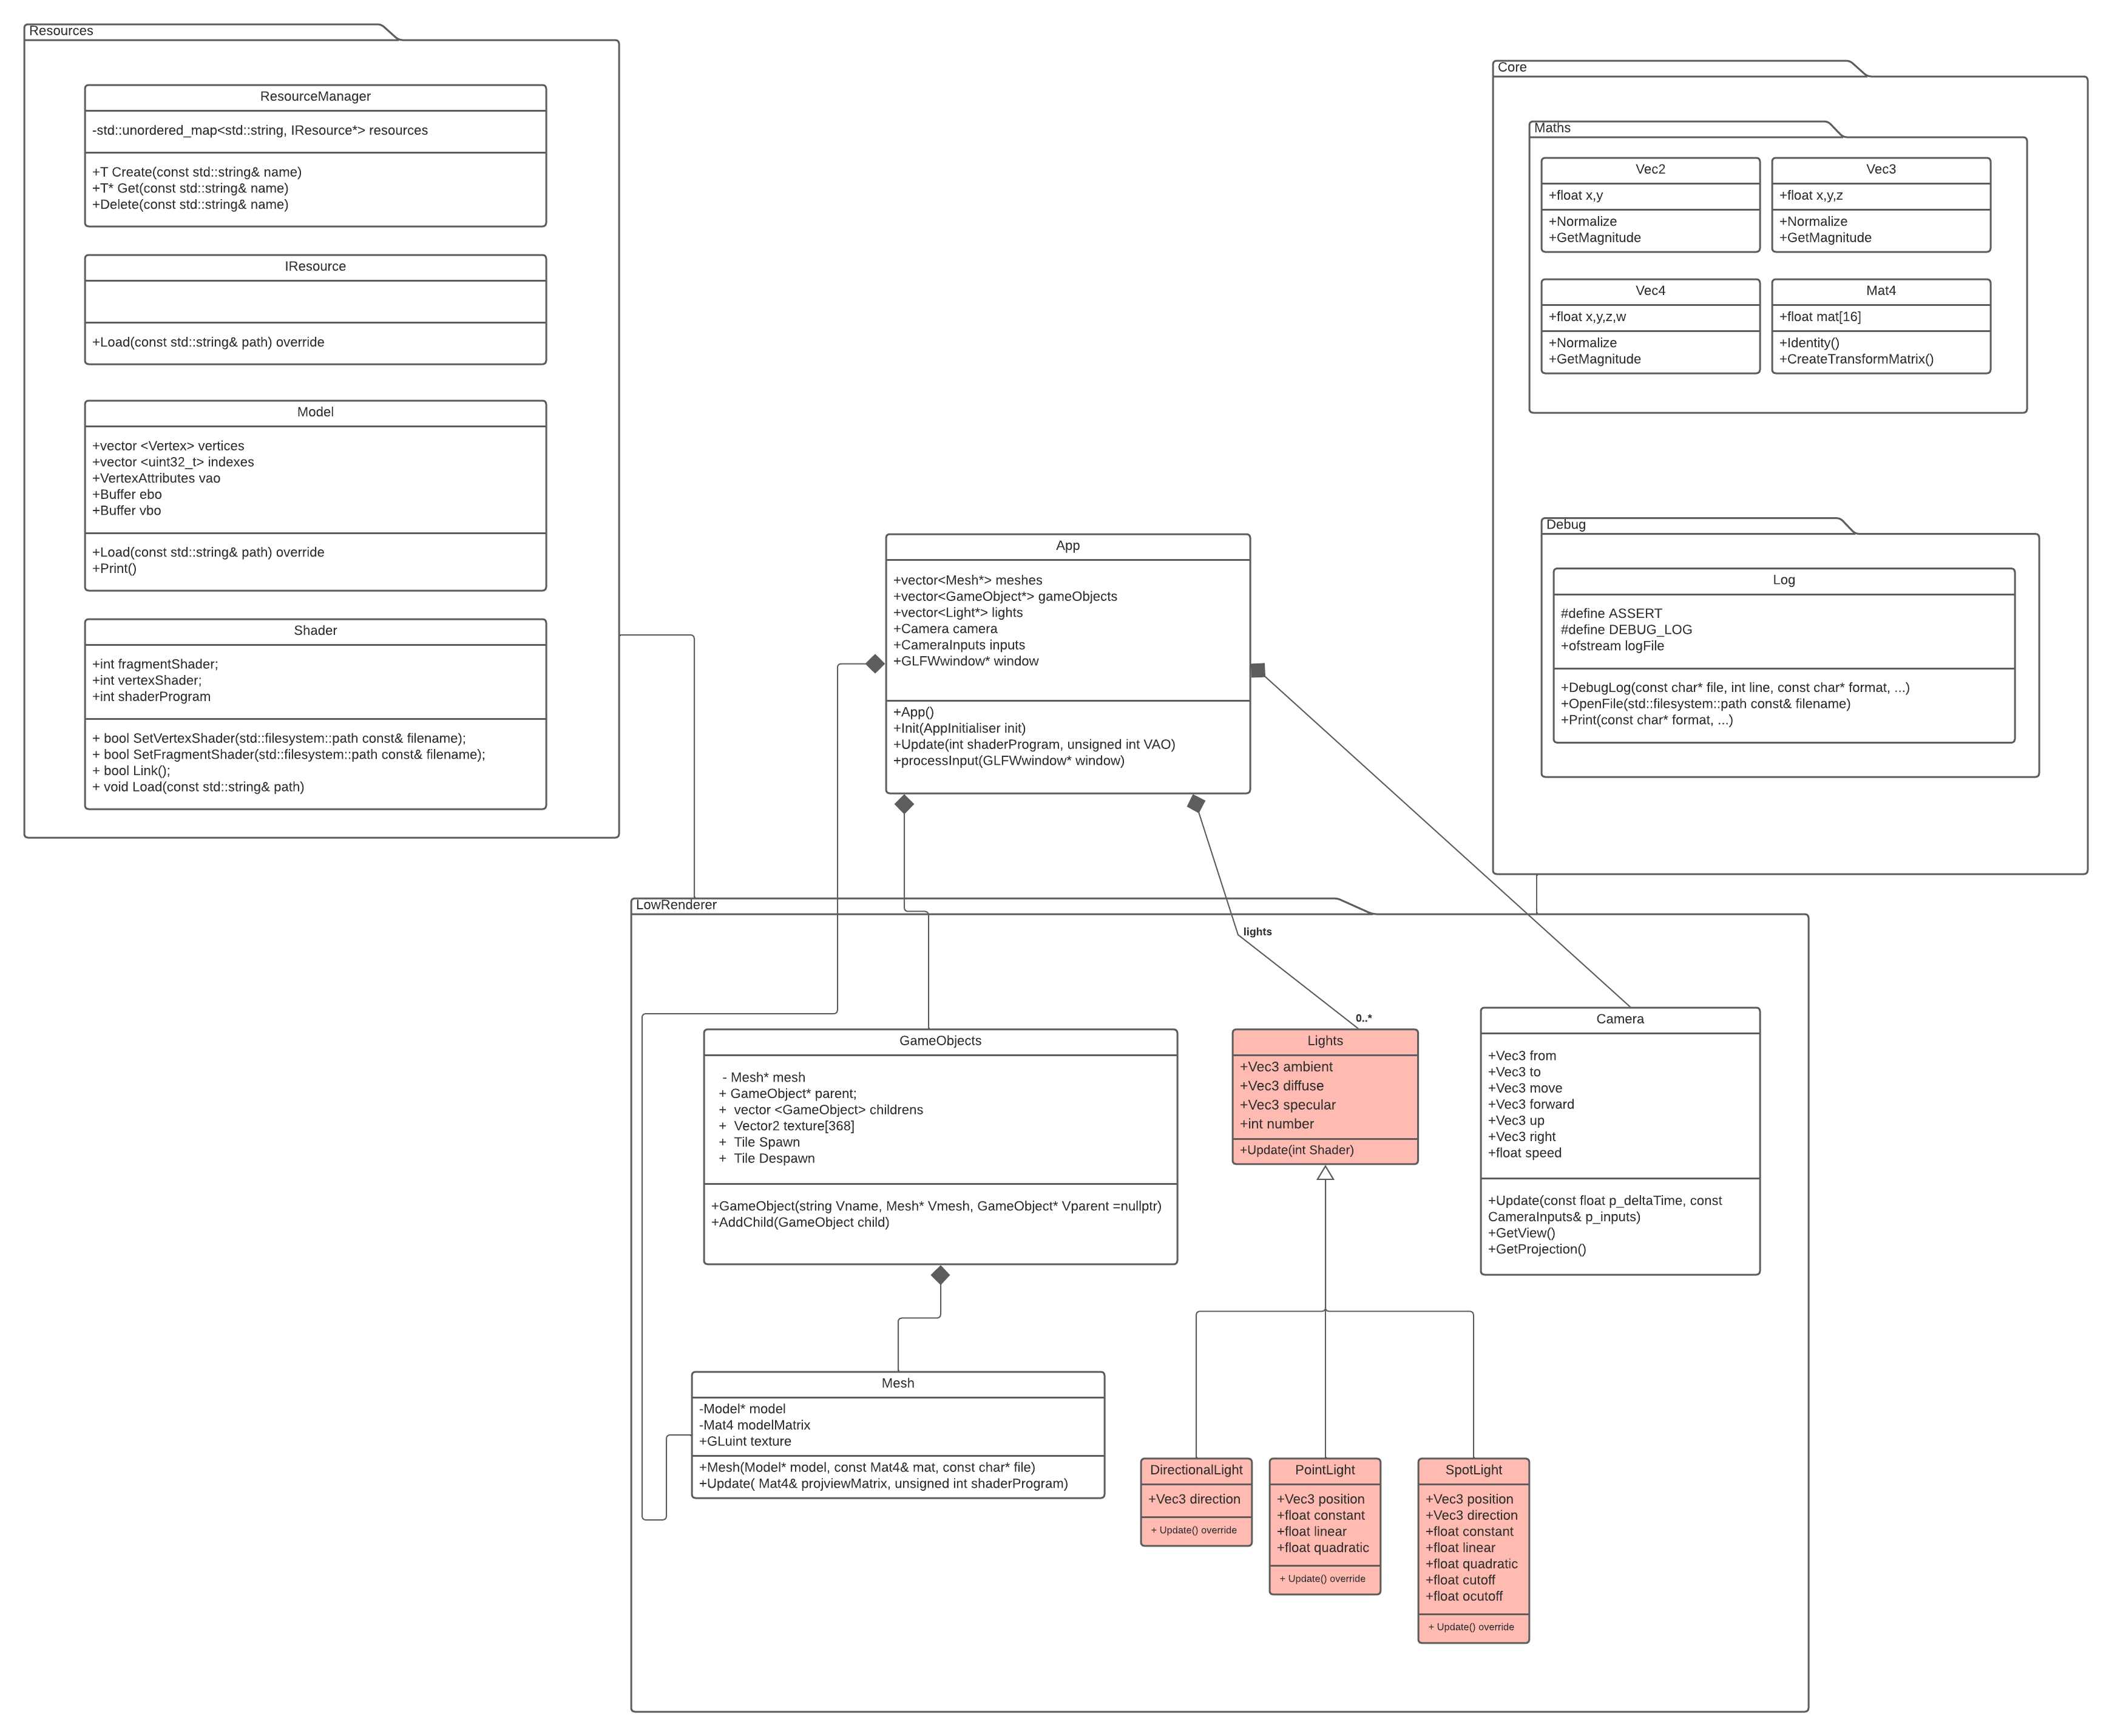 Resources
ResourceManager
-std::unordered_map<std::string, IResource*> resources
+T Create(const std::string& name)
+T* Get(const std::string& name)
+Delete(const std::string& name)
IResource
+Load(const std::string& path) override
Model
+vector <Vertex> vertices
+vector <uint32_t> indexes
+VertexAttributes vao
+Buffer ebo
+Buffer vbo
+Load(const std::string& path) override
+Print()
Shader
+int fragmentShader;
+int vertexShader;
+int shaderProgram
+ bool SetVertexShader(std::filesystem::path const& filename);
+ bool SetFragmentShader(std::filesystem::path const& filename);
+ bool Link();
+ void Load(const std::string& path)
App
+vector<Mesh*> meshes
+vector<GameObject*> gameObjects
+vector<Light*> lights
+Camera camera
+CameraInputs inputs
+GLFWwindow* window
+App()
+Init(AppInitialiser init)
+Update(int shaderProgram, unsigned int VAO)
+processInput(GLFWwindow* window)
Core
Maths
Vec2
+float x,y
+Normalize
+GetMagnitude
Vec3
+float x,y,z
+Normalize
+GetMagnitude
Vec4
+float x,y,z,w
+Normalize
+GetMagnitude
Mat4
+float mat[16]
+Identity()
+CreateTransformMatrix()
Debug
Log
#define ASSERT
#define DEBUG_LOG
+ofstream logFile
+DebugLog(const char* file, int line, const char* format, ...)
+OpenFile(std::filesystem::path const& filename)
+Print(const char* format, ...)
LowRenderer
lights
0..*
GameObjects
- Mesh* mesh
+ GameObject* parent;
+ vector <GameObject> childrens
+ Vector2 texture[368]
+ Tile Spawn
+ Tile Despawn
+GameObject(string Vname, Mesh* Vmesh, GameObject* Vparent =nullptr)
+AddChild(GameObject child)
Lights
+Vec3 ambient
+Vec3 diffuse
+Vec3 specular
+int number
+Update(int Shader)
Camera
+Vec3 from
+Vec3 to
+Vec3 move
+Vec3 forward
+Vec3 up
+Vec3 right
+float speed
+Update(const float p_deltaTime, const
CameraInputs& p_inputs)
+GetView()
+GetProjection()
Mesh
-Model* model
-Mat4 modelMatrix
+GLuint texture
+Mesh(Model* model, const Mat4& mat, const char* file)
+Update( Mat4& projviewMatrix, unsigned int shaderProgram)
DirectionalLight
+Vec3 direction
+ Update() override
PointLight
+Vec3 position
+float constant
+float linear
+float quadratic
+ Update() override
SpotLight
+Vec3 position
+Vec3 direction
+float constant
+float linear
+float quadratic
+float cutoff
+float ocutoff
+ Update() override